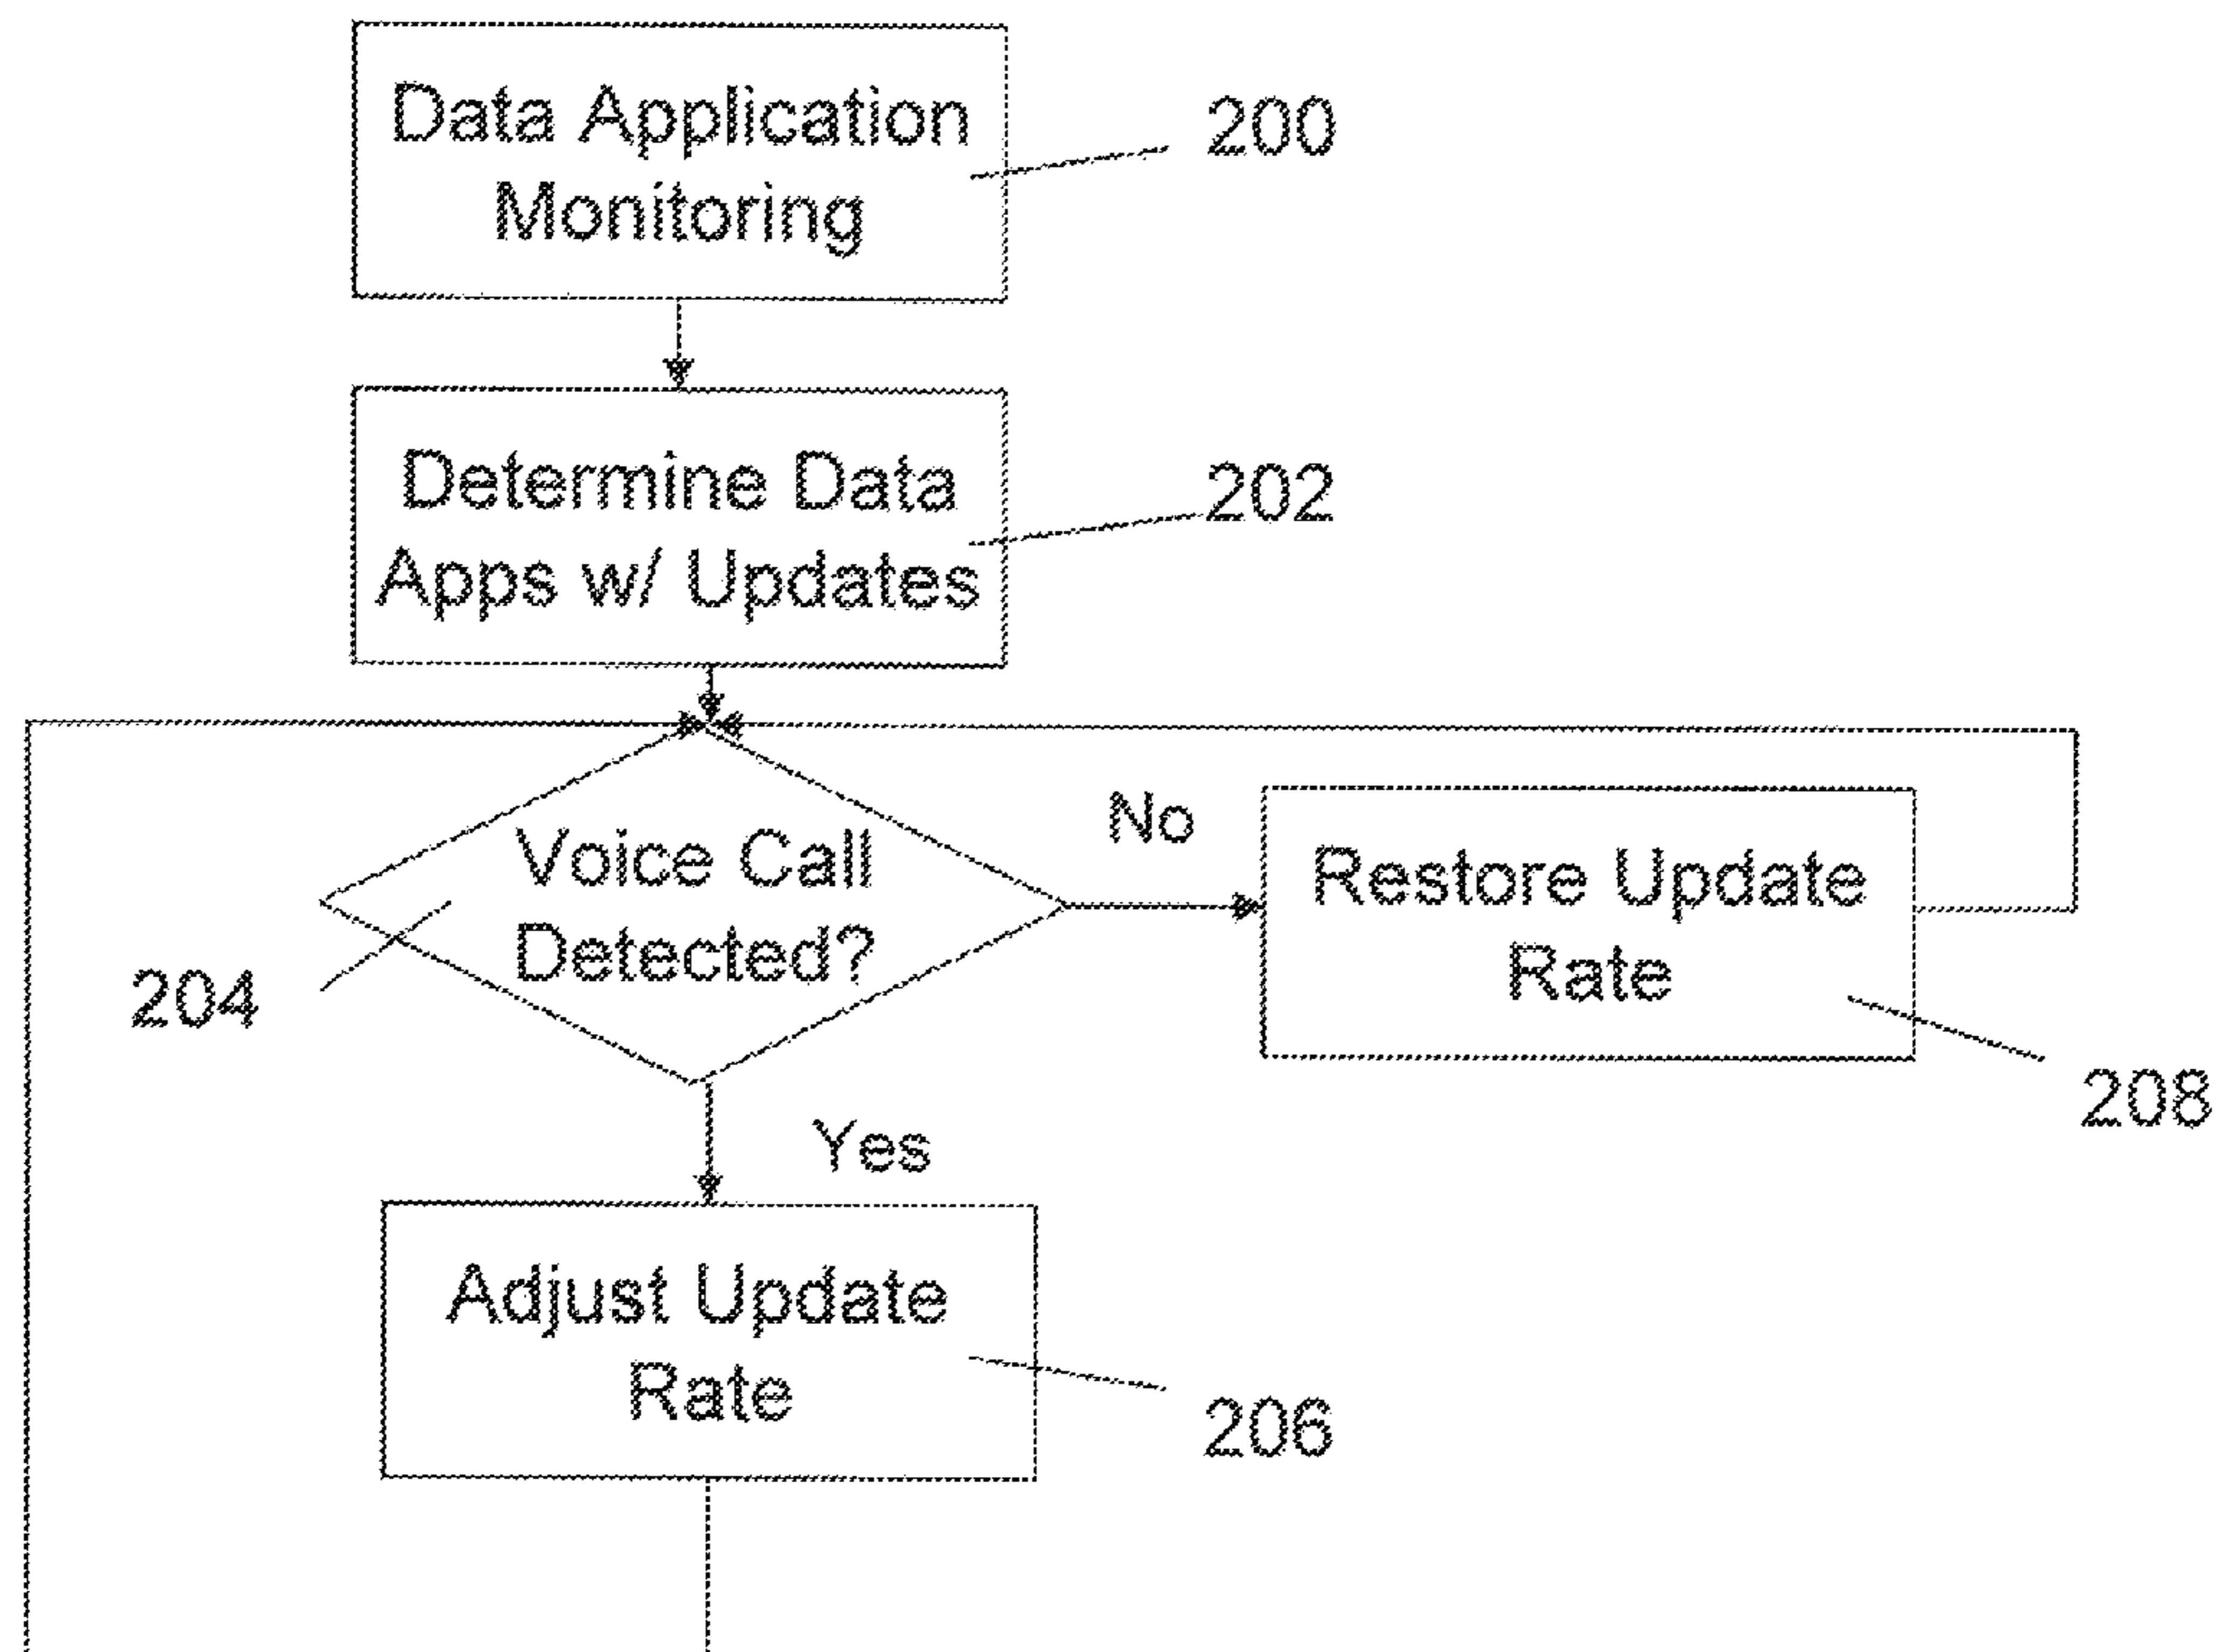 Data Application
Monitoring
200
Determine Data
Apps w/ Updates
202
Voice Call
Detected?
204
No
Restore Update
Rate
208
Yes
Adjust Update
Rate
206